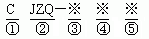 C JZQ－※ ※ ※
① ② ③ ④ ⑤